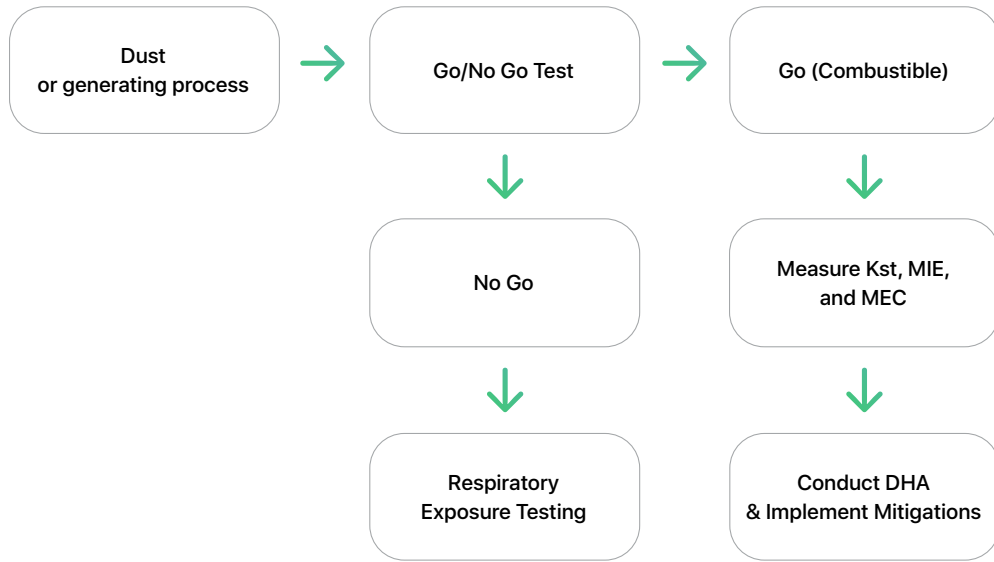 Dust
or generating process
Go/No Go Test
Go (Combustible)
No Go
Measure Kst, MIE,
and MEC
Respiratory
Exposure Testing
Conduct DHA
& Implement Mitigations